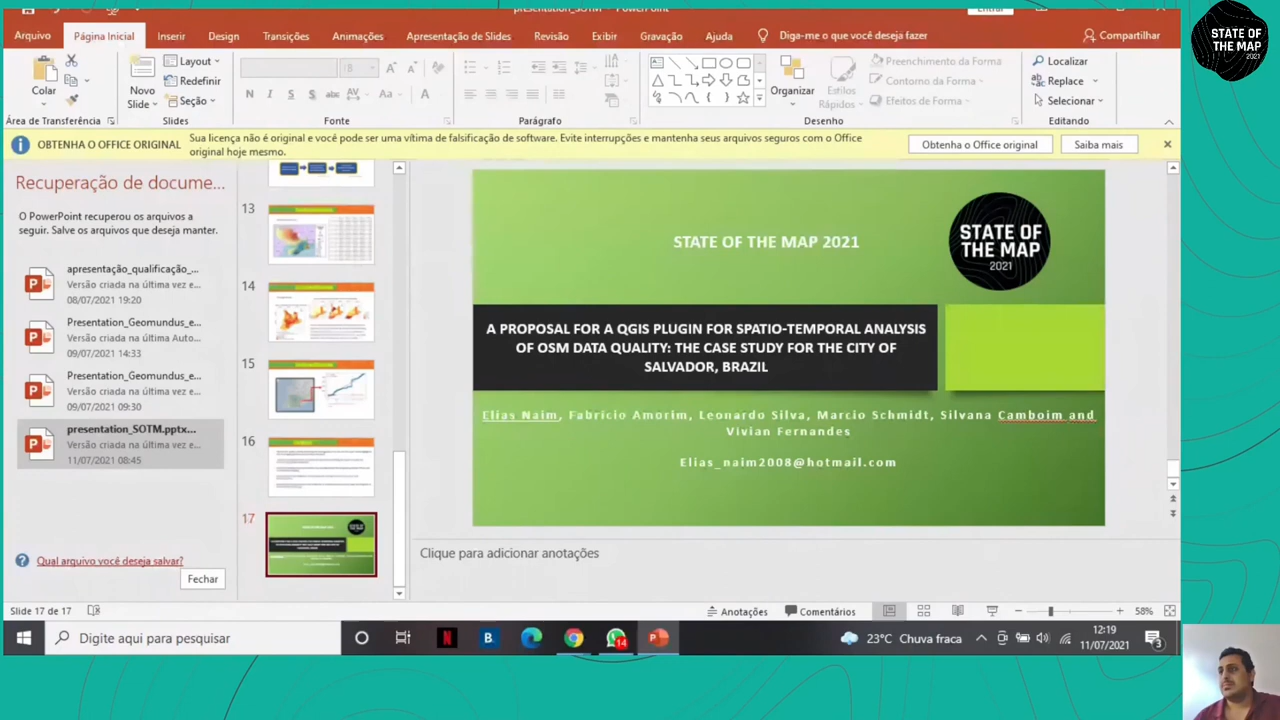 presentation_SOTM - PowerPoint
Entrar
Arquivo
Página Inicial
Inserir
Design
Transições
Animações
Apresentação de Slides
Revisão
Exibir
Gravação
Ajuda
Diga-me o que você deseja fazer
Compartilhar
STATE OF
THE MAP
2021
Colar
Novo
Slide
Layout
Redefinir
Seção
8
N
I
S
S
abc
AV
Aa
A
Organizar
Estilos
Rápidos
Preenchimento da Forma
Contorno da Forma
Efeitos de Forma
Localizar
Replace
Selecionar
Área de Transferência
Slides
Fonte
Parágrafo
Desenho
Editando
OBTENHA O OFFICE ORIGINAL
Sua licença não é original e você pode ser uma vítima de falsificação de software. Evite interrupções e mantenha seus arquivos seguros com o Office
original hoje mesmo.
Obtenha o Office original
Saiba mais
Recuperação de docume...
O PowerPoint recuperou os arquivos a
seguir. Salve os arquivos que deseja manter.
apresentação_qualificação_...
Versão criada na última vez e...
08/07/2021 19:20
Presentation_Geomundus_e...
Versão criada na última Auto...
09/07/2021 14:33
Presentation_Geomundus_e...
Versão criada na última vez e...
09/07/2021 09:30
presentation_SOTM.pptx...
Versão criada na última vez e...
11/07/2021 08:45
Qual arquivo você deseja salvar?
Fechar
13
14
15
16
17
STATE OF THE MAP 2021
STATE OF
THE MAP
2021
A PROPOSAL FOR A QGIS PLUGIN FOR SPATIO-TEMPORAL ANALYSIS
OF OSM DATA QUALITY: THE CASE STUDY FOR THE CITY OF
SALVADOR, BRAZIL
Elias Naim, Fabrício Amorim, Leonardo Silva, Marcio Schmidt, Silvana Camboim and
Vivian Fernandes
Elias_naim2008@hotmail.com
Clique para adicionar anotações
Slide 17 de 17
Anotações
Comentários
58%
Digite aqui para pesquisar
N
B.
14
23°C Chuva fraca
12:19
11/07/2021
3